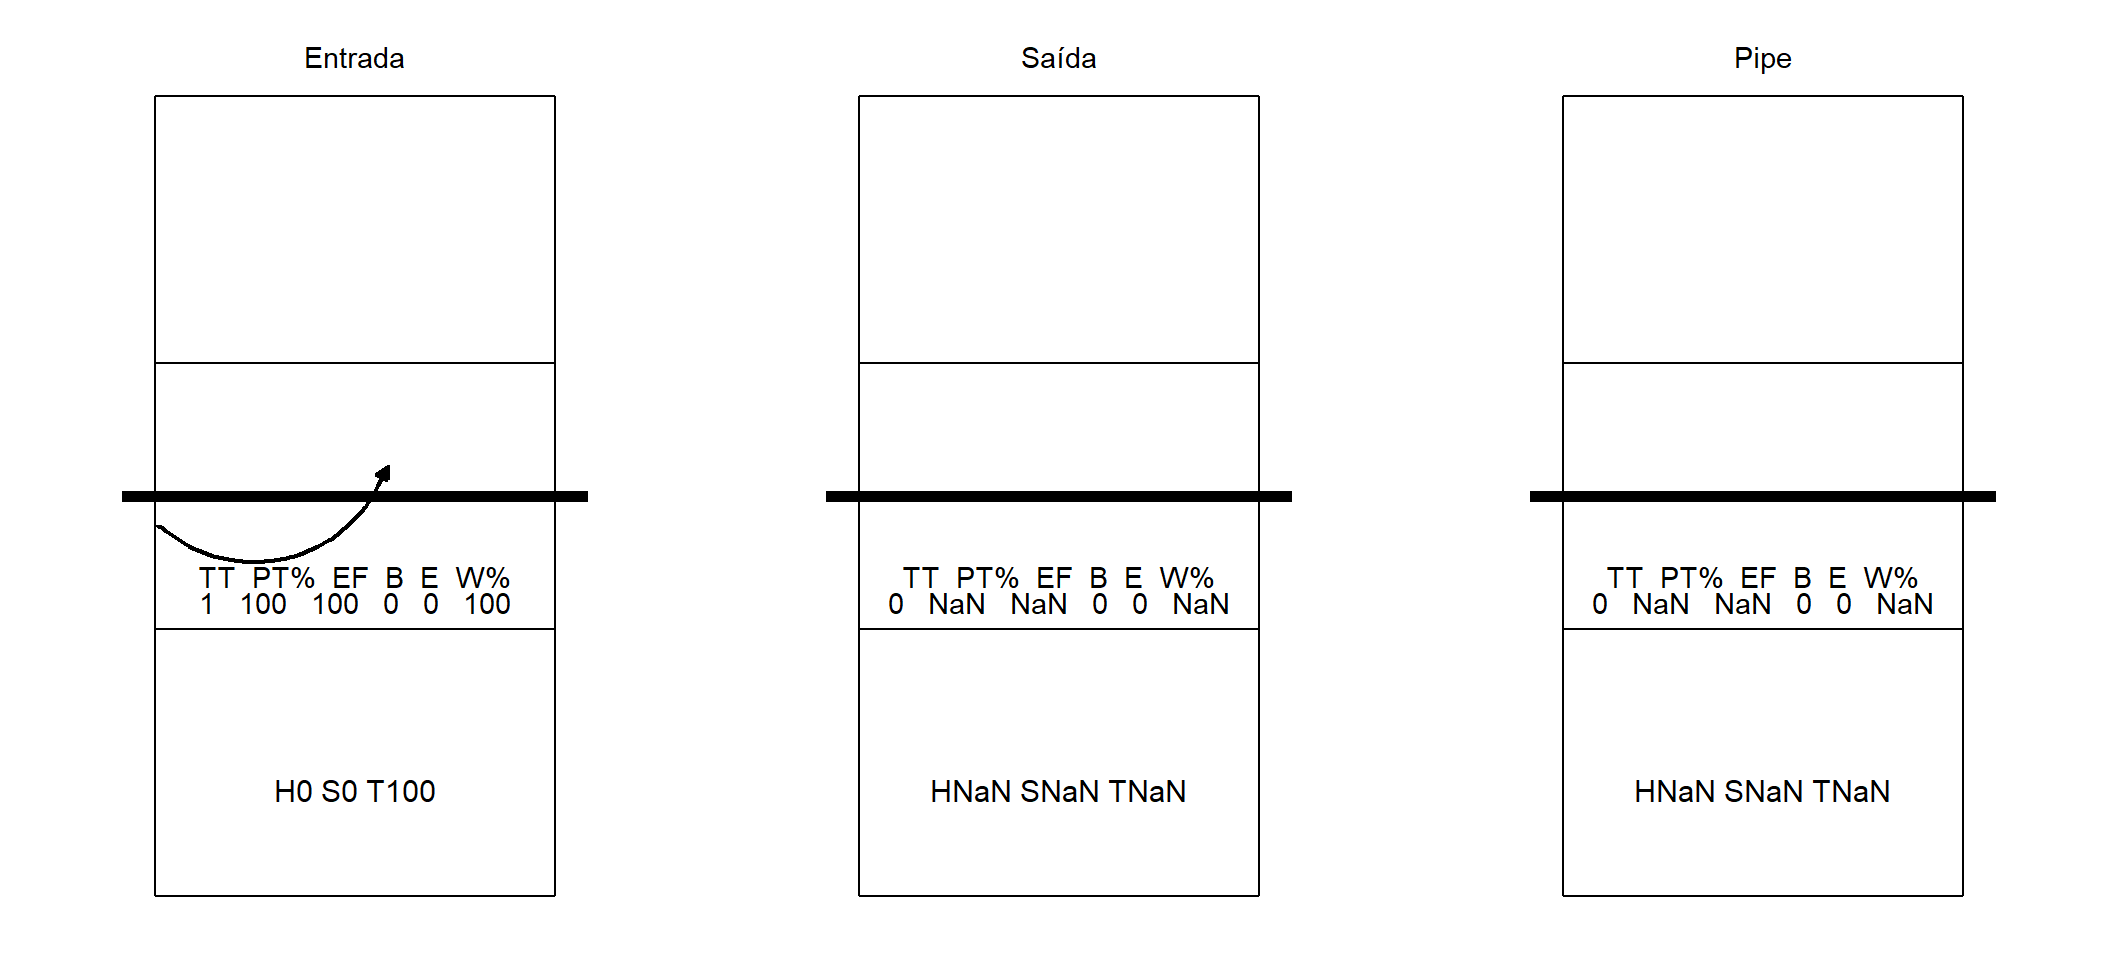 Entrada
TT PT% EF B E W%
1 100 100 0 0 100
H0 S0 T100
Saída
TT PT% EF B E W%
0 NaN NaN 0 0 NaN
HNaN SNaN TNaN
Pipe
TT PT% EF B E W%
0 NaN NaN 0 0 NaN
HNaN SNaN TNaN